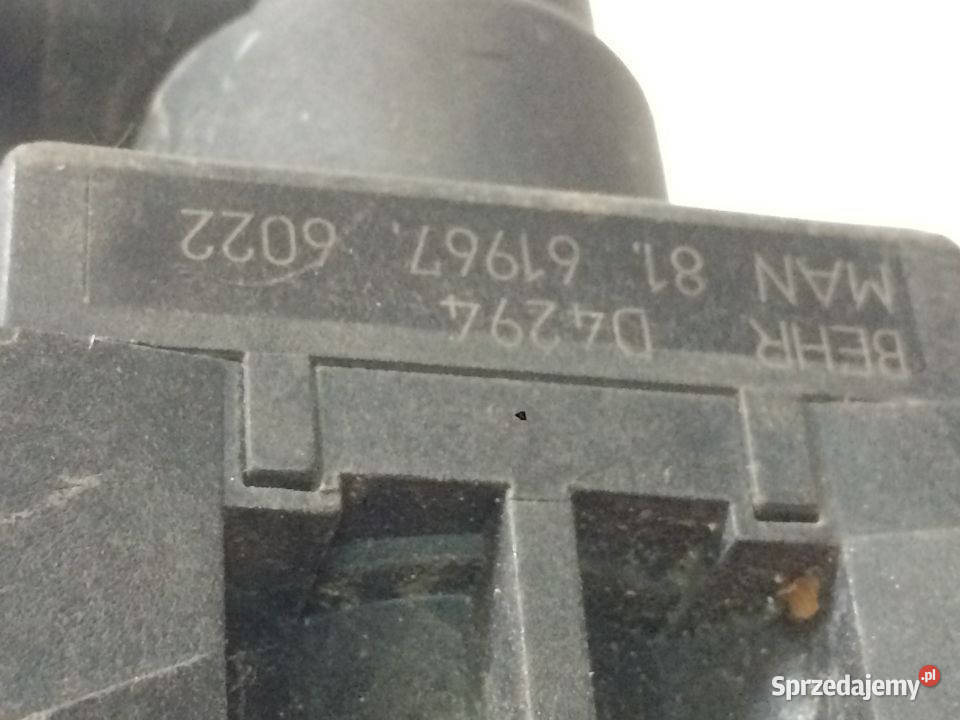 BEHR D4294
MAN 81. 61967. 6022
Sprzedajemy.pl